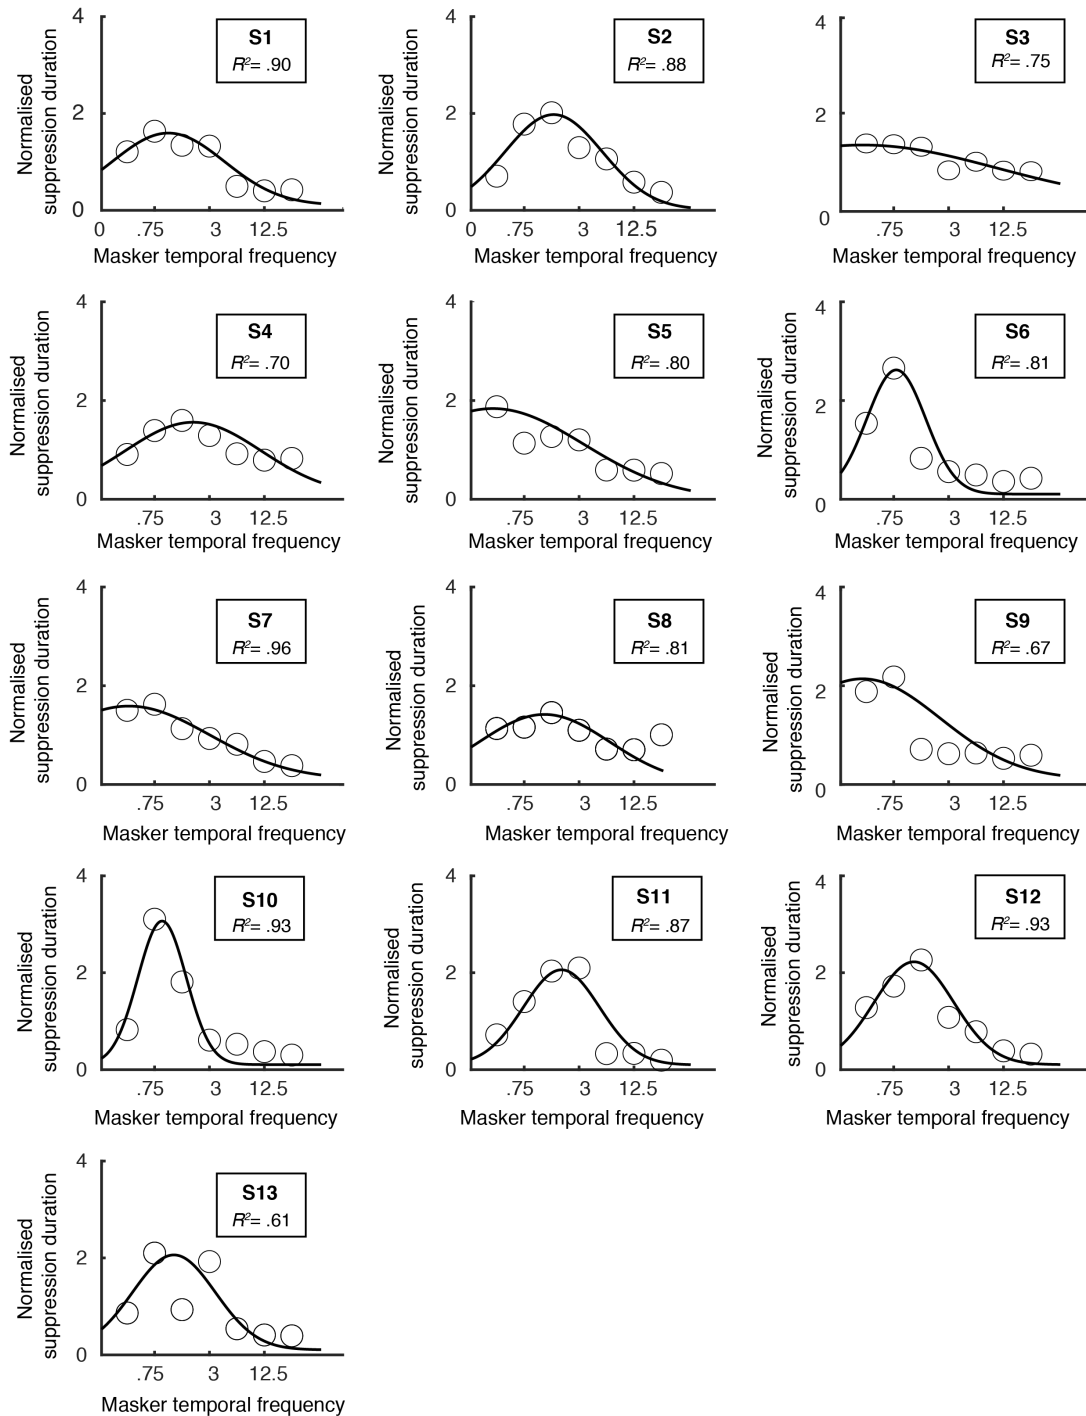 4
S1
R²= .90
Normalised
suppression duration
2
0
0 .75 3 12.5
Masker temporal frequency
4
S2
R²= .88
Normalised
suppression duration
2
0
0 .75 3 12.5
Masker temporal frequency
4
S3
R²= .75
Normalised
suppression duration
2
0
.75 3 12.5
Masker temporal frequency
4
S4
R²= .70
Normalised
suppression duration
2
0
.75 3 12.5
Masker temporal frequency
4
S5
R²= .80
Normalised
suppression duration
2
0
.75 3 12.5
Masker temporal frequency
4
S6
R²= .81
Normalised
suppression duration
2
0
.75 3 12.5
Masker temporal frequency
4
S7
R²= .96
Normalised
suppression duration
2
0
.75 3 12.5
Masker temporal frequency
4
S8
R²= .81
Normalised
suppression duration
2
0
.75 3 12.5
Masker temporal frequency
4
S9
R²= .67
Normalised
suppression duration
2
0
.75 3 12.5
Masker temporal frequency
4
S10
R²= .93
Normalised
suppression duration
2
0
.75 3 12.5
Masker temporal frequency
4
S11
R²= .87
Normalised
suppression duration
2
0
.75 3 12.5
Masker temporal frequency
4
S12
R²= .93
Normalised
suppression duration
2
0
.75 3 12.5
Masker temporal frequency
4
S13
R²= .61
Normalised
suppression duration
2
0
.75 3 12.5
Masker temporal frequency